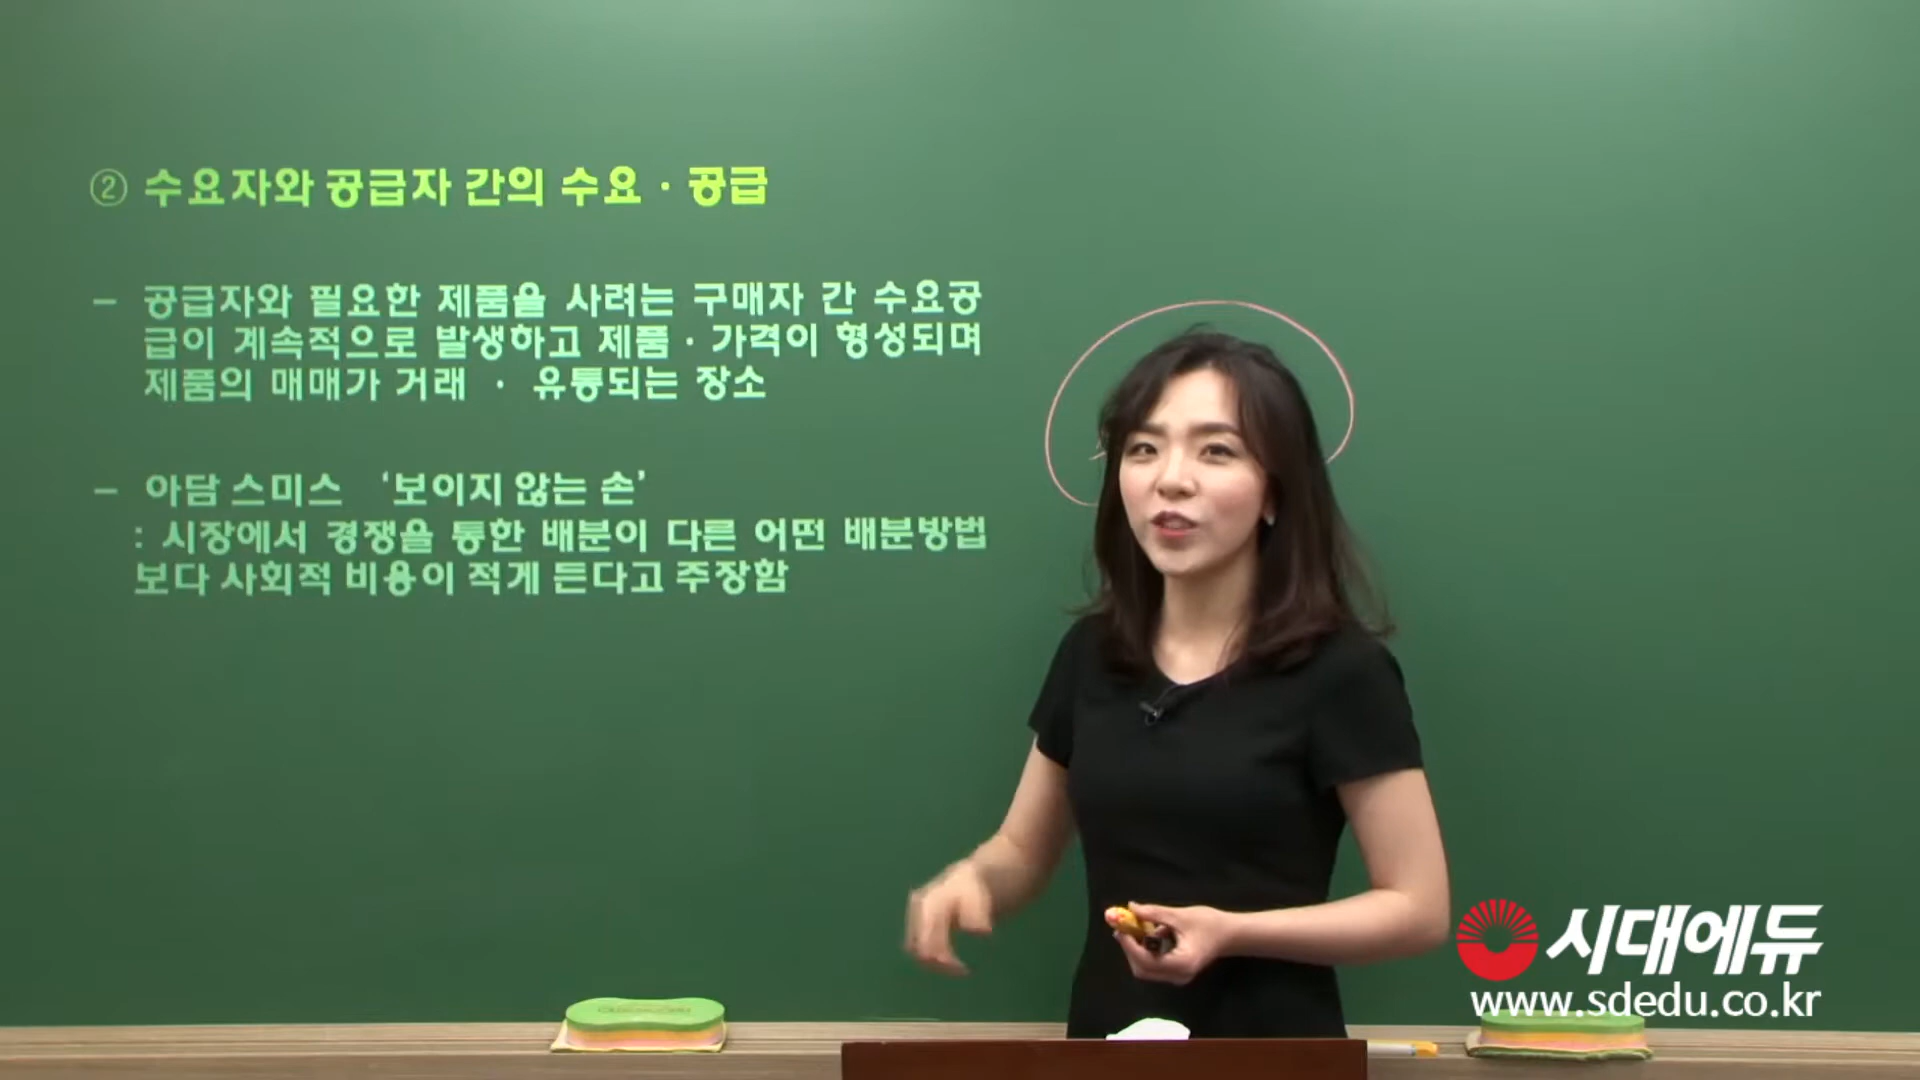 ② 수요자와 공급자 간의 수요 · 공급
– 공급자와 필요한 제품을 사려는 구매자 간 수요공
급이 계속적으로 발생하고 제품 · 가격이 형성되며
제품의 매매가 거래 · 유통되는 장소
– 아담 스미스 ‘보이지 않는 손’
: 시장에서 경쟁을 통한 배분이 다른 어떤 배분방법
보다 사회적 비용이 적게 든다고 주장함
시대에듀
www.sdedu.co.kr